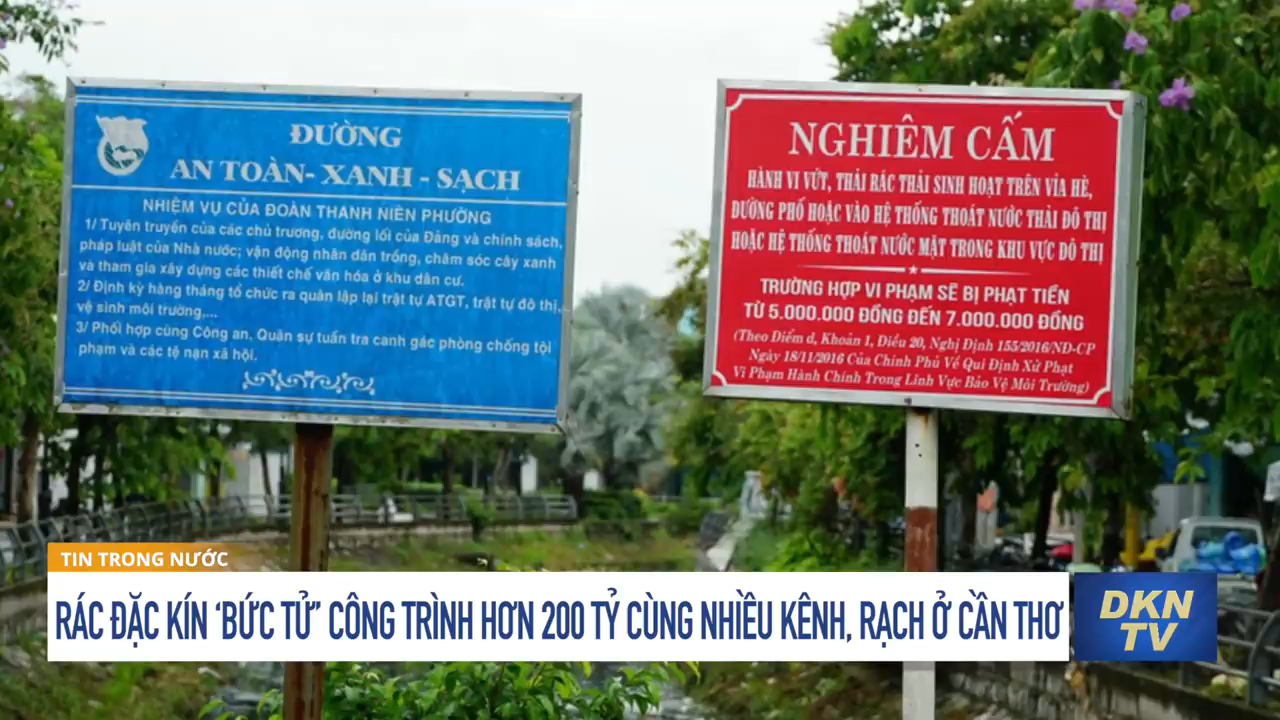 ĐƯỜNG
AN TOÀN- XANH - SẠCH
NHIỆM VỤ CỦA ĐOÀN THANH NIÊN PHƯỜNG
1/ Tuyên truyền của các chủ trương, đường lối của Đảng và chính sách,
pháp luật của Nhà nước; vận động nhân dân trồng, chăm sóc cây xanh
và tham gia xây dựng các thiết chế văn hóa ở khu dân cư.
2/ Định kỳ hàng tháng tổ chức ra quân lập lại trật tự ATGT, trật tự đô thị,
vệ sinh môi trường,...
3/ Phối hợp cùng Công an, Quân sự tuần tra canh gác phòng chống tội
phạm và các tệ nạn xã hội.
NGHIÊM CẤM
HÀNH VI VỨT, THẢI RÁC THẢI SINH HOẠT TRÊN VỈA HÈ,
ĐƯỜNG PHỐ HOẶC VÀO HỆ THỐNG THOÁT NƯỚC THẢI ĐÔ THỊ
HOẶC HỆ THỐNG THOÁT NƯỚC MẶT TRONG KHU VỰC ĐÔ THỊ
TRƯỜNG HỢP VI PHẠM SẼ BỊ PHẠT TIỀN
TỪ 5.000.000 ĐỒNG ĐẾN 7.000.000 ĐỒNG
(Theo Điểm d, Khoản 1, Điều 20, Nghị Định 155/2016/NĐ-CP
Ngày 18/11/2016 Của Chính Phủ Về Qui Định Xử Phạt
Vi Phạm Hành Chính Trong Lĩnh Vực Bảo Vệ Môi Trường)
TIN TRONG NƯỚC
RÁC ĐẶC KÍN ‘BỨC TỬ” CÔNG TRÌNH HƠN 200 TỶ CÙNG NHIỀU KÊNH, RẠCH Ở CẦN THƠ
DKN
TV